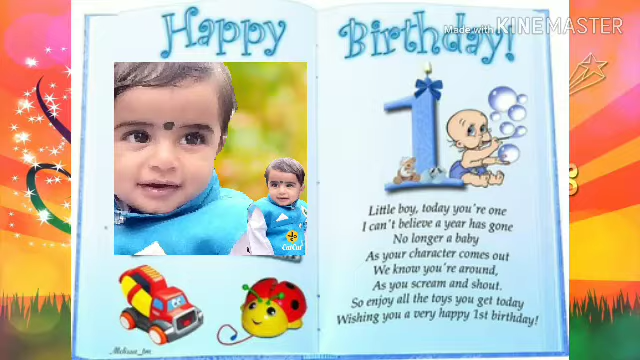 Happy Birthday!
Made with KINEMASTER
1
CutCut
Little boy, today you're one
I can't believe a year has gone
No longer a baby
As your character comes out
We know you're around,
As you scream and shout.
So enjoy all the toys you get today
Wishing you a very happy 1st birthday!